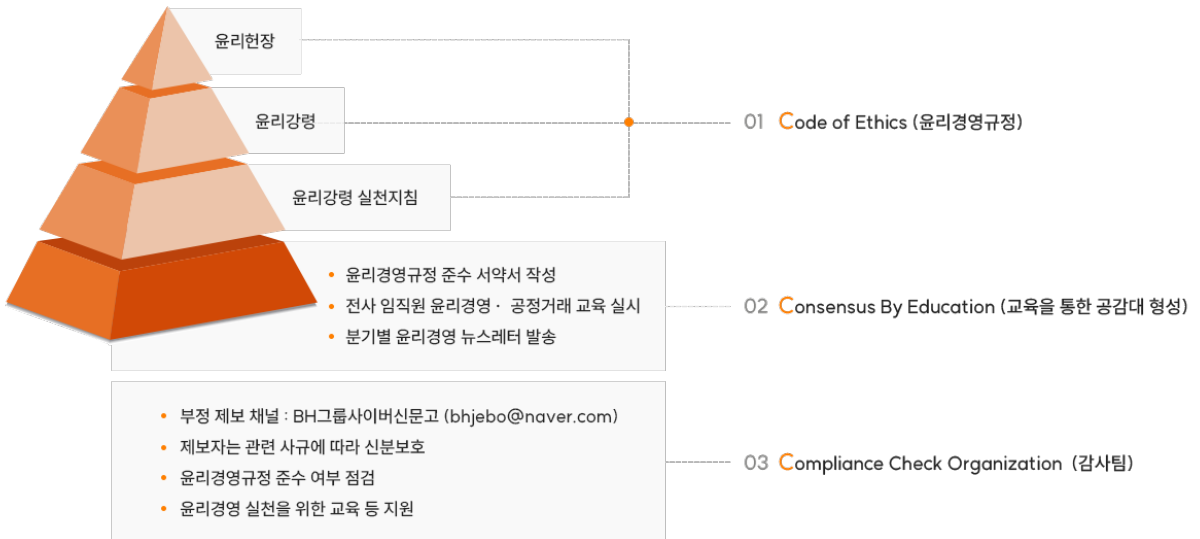 윤리헌장
윤리강령
윤리강령 실천지침
01 Code of Ethics (윤리경영규정)
윤리경영규정 준수 서약서 작성
전사 임직원 윤리경영 · 공정거래 교육 실시
분기별 윤리경영 뉴스레터 발송
02 Consensus By Education (교육을 통한 공감대 형성)
부정 제보 채널 : BH그룹사이버신문고 (bhjebo@naver.com)
제보자는 관련 사규에 따라 신분보호
윤리경영규정 준수 여부 점검
윤리경영 실천을 위한 교육 등 지원
03 Compliance Check Organization (감사팀)